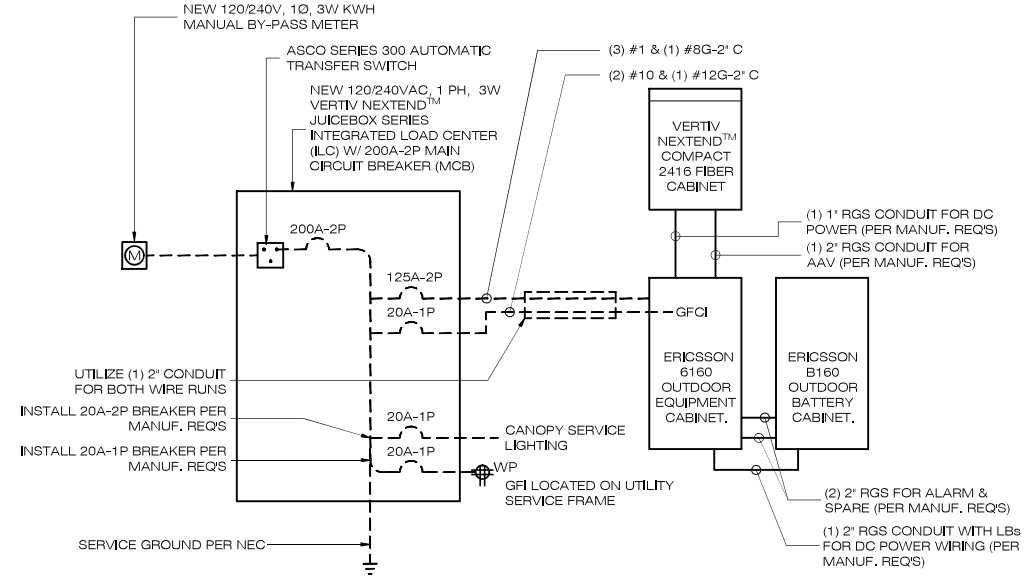 NEW 120/240V, 1Ø, 3W KWH
MANUAL BY-PASS METER
ASCO SERIES 300 AUTOMATIC
TRANSFER SWITCH
NEW 120/240VAC, 1 PH, 3W
VERTIV NEXTEND™
JUICEBOX SERIES
INTEGRATED LOAD CENTER
(ILC) W/ 200A-2P MAIN
CIRCUIT BREAKER (MCB)
(3) #1 & (1) #8G-2" C
(2) #10 & (1) #12G-2" C
VERTIV
NEXTEND™
COMPACT
2416 FIBER
CABINET
(1) 1" RGS CONDUIT FOR DC
POWER (PER MANUF. REQ'S)
(1) 2" RGS CONDUIT FOR
AAV (PER MANUF. REQ'S)
M
200A-2P
125A-2P
20A-1P
GFCI
ERICSSON
6160
OUTDOOR
EQUIPMENT
CABINET.
ERICSSON
B160
OUTDOOR
BATTERY
CABINET.
UTILIZE (1) 2" CONDUIT
FOR BOTH WIRE RUNS
INSTALL 20A-2P BREAKER PER
MANUF. REQ'S
INSTALL 20A-1P BREAKER PER
MANUF. REQ'S
20A-1P
CANOPY SERVICE
LIGHTING
20A-1P
WP
GFI LOCATED ON UTILITY
SERVICE FRAME
SERVICE GROUND PER NEC
(2) 2" RGS FOR ALARM &
SPARE (PER MANUF. REQ'S)
(1) 2" RGS CONDUIT WITH LBs
FOR DC POWER WIRING (PER
MANUF. REQ'S)